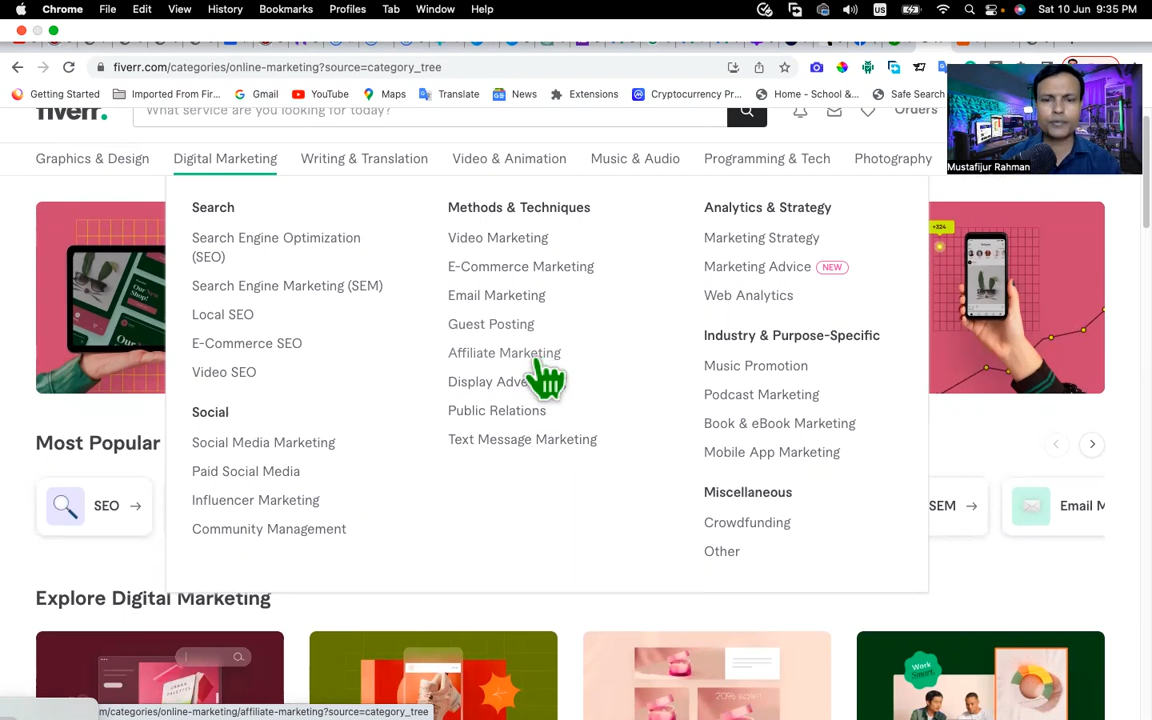 Chrome File Edit View History Bookmarks Profiles Tab Window Help
US
Sat 10 Jun 9:35 PM
fiverr.com/categories/online-marketing?source=category_tree
Getting Started
Imported From Fir...
Gmail
YouTube
Maps
Translate
News
Extensions
Cryptocurrency Pr...
Home - School &...
Safe Search
fiverr.
What service are you looking for today?
Orders
Mustafijur Rahman
Graphics & Design
Digital Marketing
Writing & Translation
Video & Animation
Music & Audio
Programming & Tech
Photography
Search
Search Engine Optimization
(SEO)
Search Engine Marketing (SEM)
Local SEO
E-Commerce SEO
Video SEO
Social
Social Media Marketing
Paid Social Media
Influencer Marketing
Community Management
Methods & Techniques
Video Marketing
E-Commerce Marketing
Email Marketing
Guest Posting
Affiliate Marketing
Display Adve
Public Relations
Text Message Marketing
Analytics & Strategy
Marketing Strategy
Marketing Advice NEW
Web Analytics
Industry & Purpose-Specific
Music Promotion
Podcast Marketing
Book & eBook Marketing
Mobile App Marketing
Miscellaneous
Crowdfunding
Other
+324
Most Popular
SEO
SEM
Email M
Explore Digital Marketing
Work
Smart.
m/categories/online-marketing/affiliate-marketing?source=category_tree